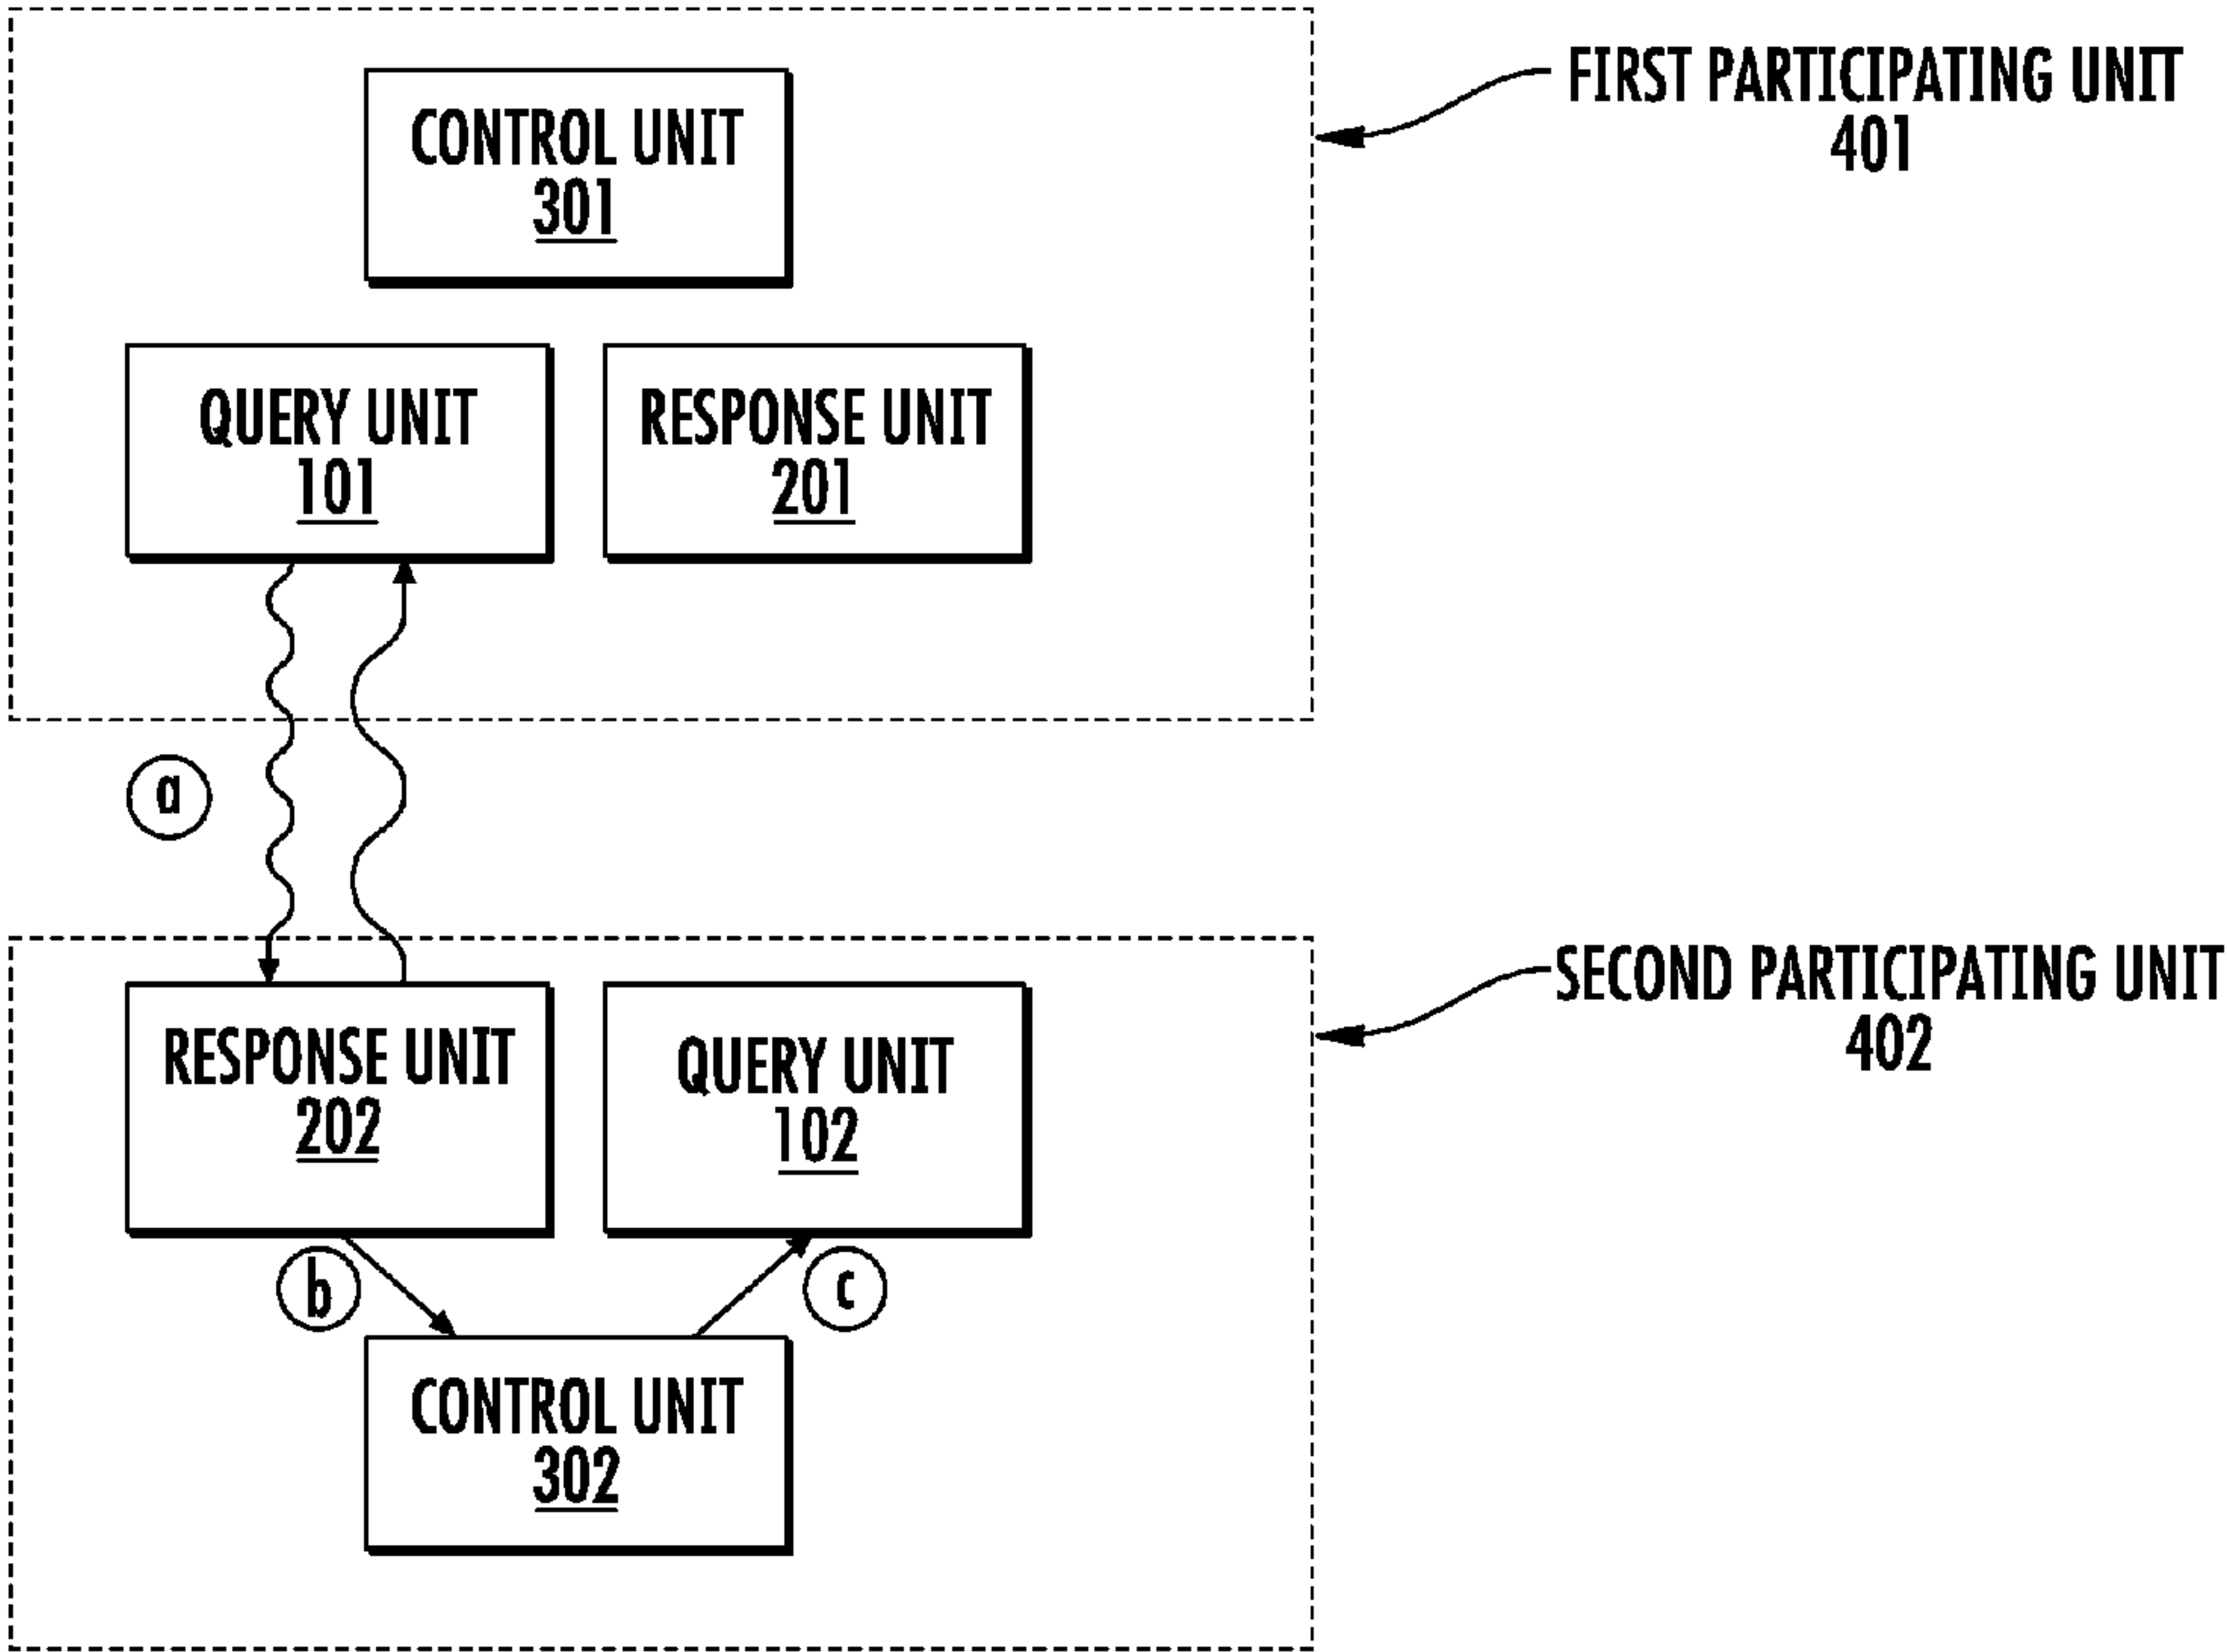 CONTROL UNIT
301
FIRST PARTICIPATING UNIT
401
QUERY UNIT
101
RESPONSE UNIT
201
a
SECOND PARTICIPATING UNIT
402
RESPONSE UNIT
202
QUERY UNIT
102
b
c
CONTROL UNIT
302